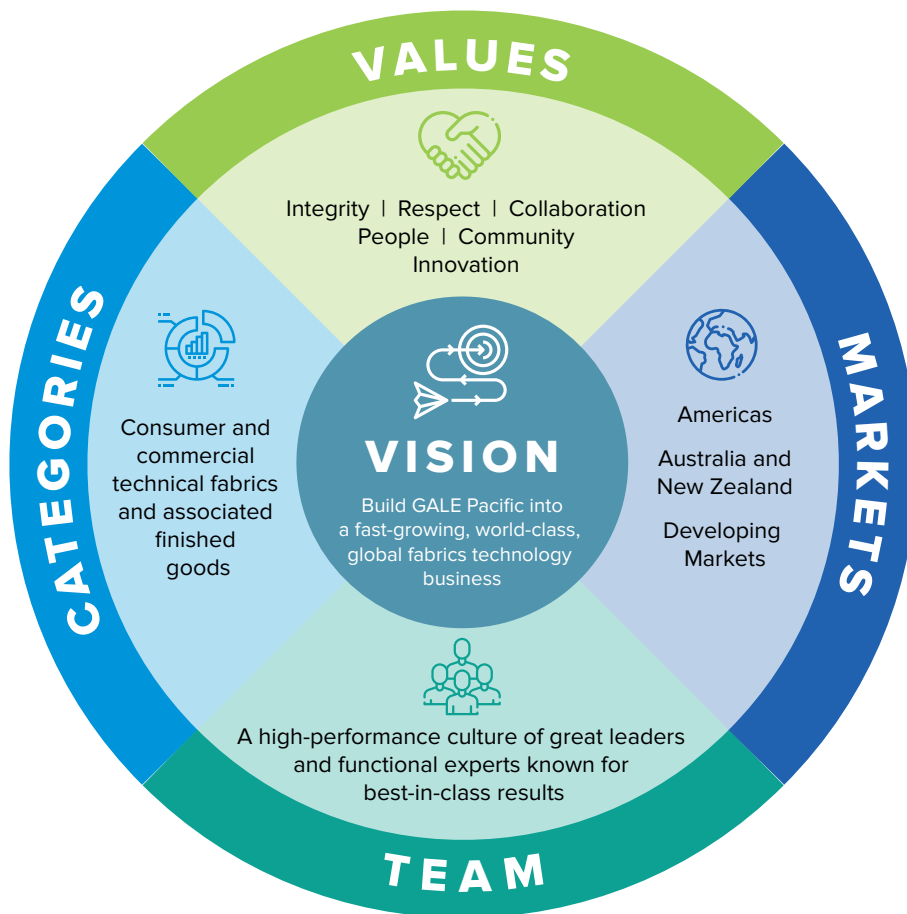 VALUES
Integrity | Respect | Collaboration
People | Community
Innovation
CATEGORIES
Consumer and
commercial
technical fabrics
and associated
finished
goods
VISION
Build GALE Pacific into
a fast-growing, world-class,
global fabrics technology
business
MARKETS
Americas
Australia and
New Zealand
Developing
Markets
A high-performance culture of great leaders
and functional experts known for
best-in-class results
TEAM